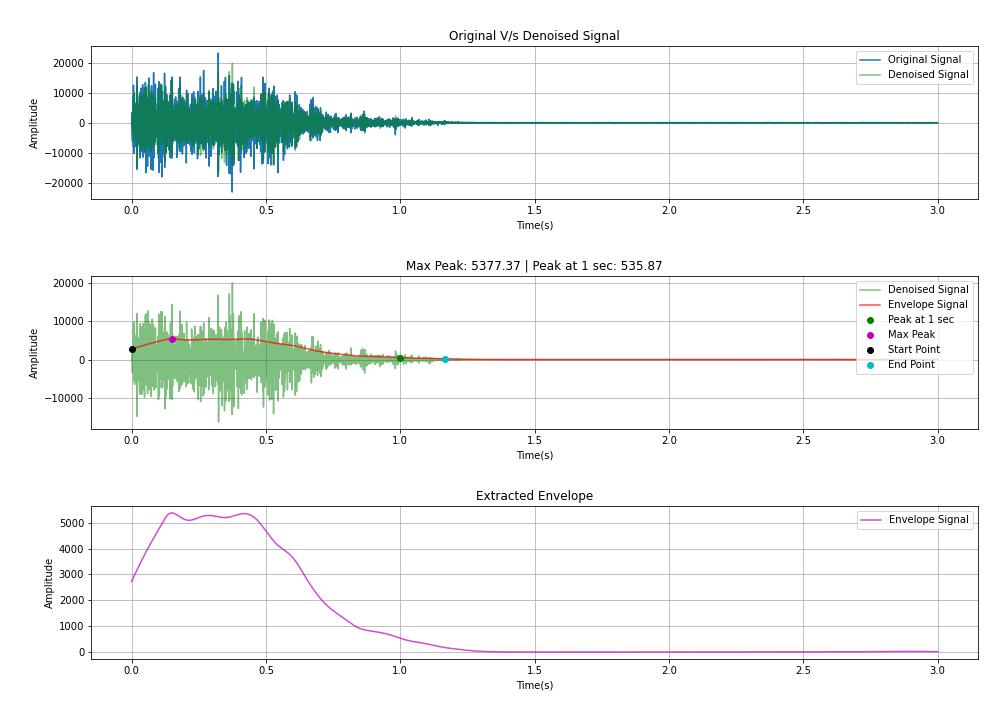 Original V/s Denoised Signal
20000
10000
0
−10000
−20000
Amplitude
Original Signal
Denoised Signal
0.0 0.5 1.0 1.5 2.0 2.5 3.0
Time(s)
Max Peak: 5377.37 | Peak at 1 sec: 535.87
20000
10000
0
−10000
Amplitude
Denoised Signal
Envelope Signal
Peak at 1 sec
Max Peak
Start Point
End Point
0.0 0.5 1.0 1.5 2.0 2.5 3.0
Time(s)
Extracted Envelope
5000
4000
3000
2000
1000
0
Amplitude
Envelope Signal
0.0 0.5 1.0 1.5 2.0 2.5 3.0
Time(s)